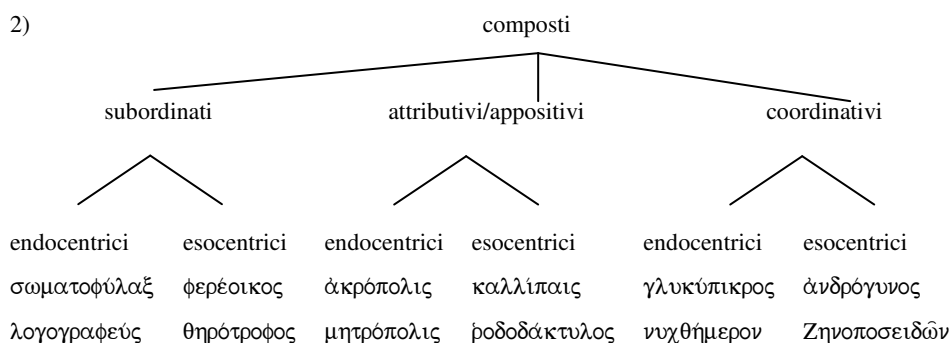 2) composti
subordinati attributivi/appositivi coordinativi
endocentrici esocentrici endocentrici esocentrici endocentrici esocentrici
σωματοφύλαξ φερέοικος ἀκρόπολις καλλίπαις γλυκύπικρος ἀνδρόγυνος
λογογραφεύς θηρότροφος μητρόπολις ῥοδοδάκτυλος νυχθήμερον Ζηνοποσειδῶν